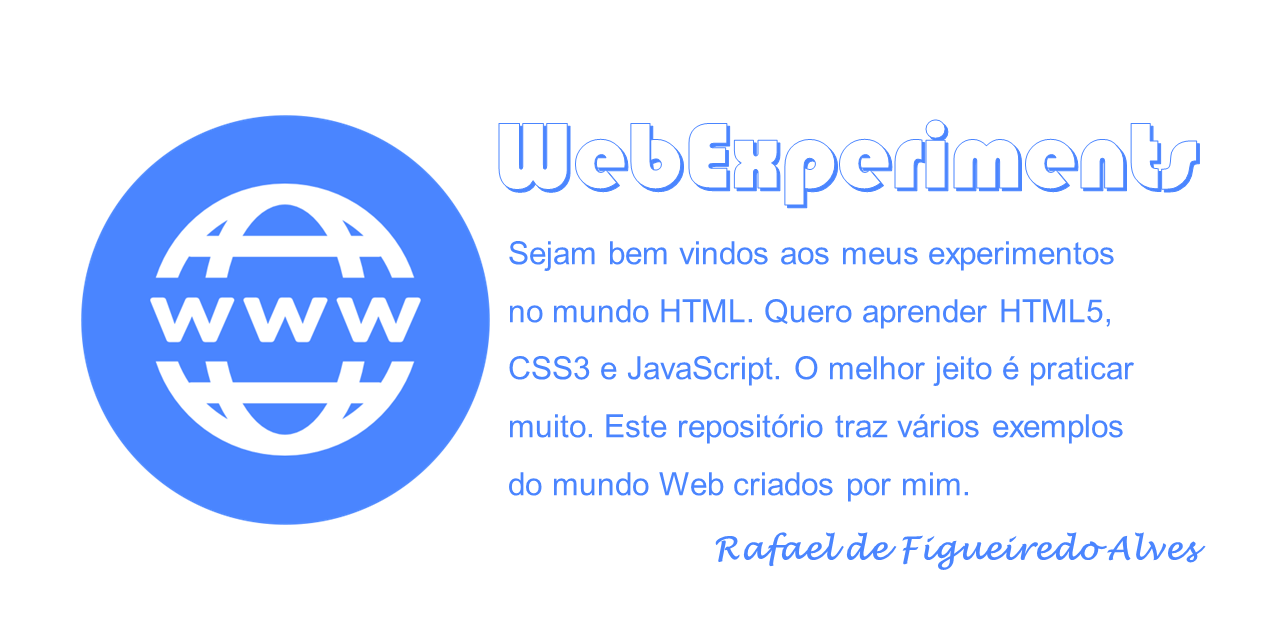 WebExperiments
www
Sejam bem vindos aos meus experimentos
no mundo HTML. Quero aprender HTML5,
CSS3 e JavaScript. O melhor jeito é praticar
muito. Este repositório traz vários exemplos
do mundo Web criados por mim.
Rafael de Figueiredo Alves